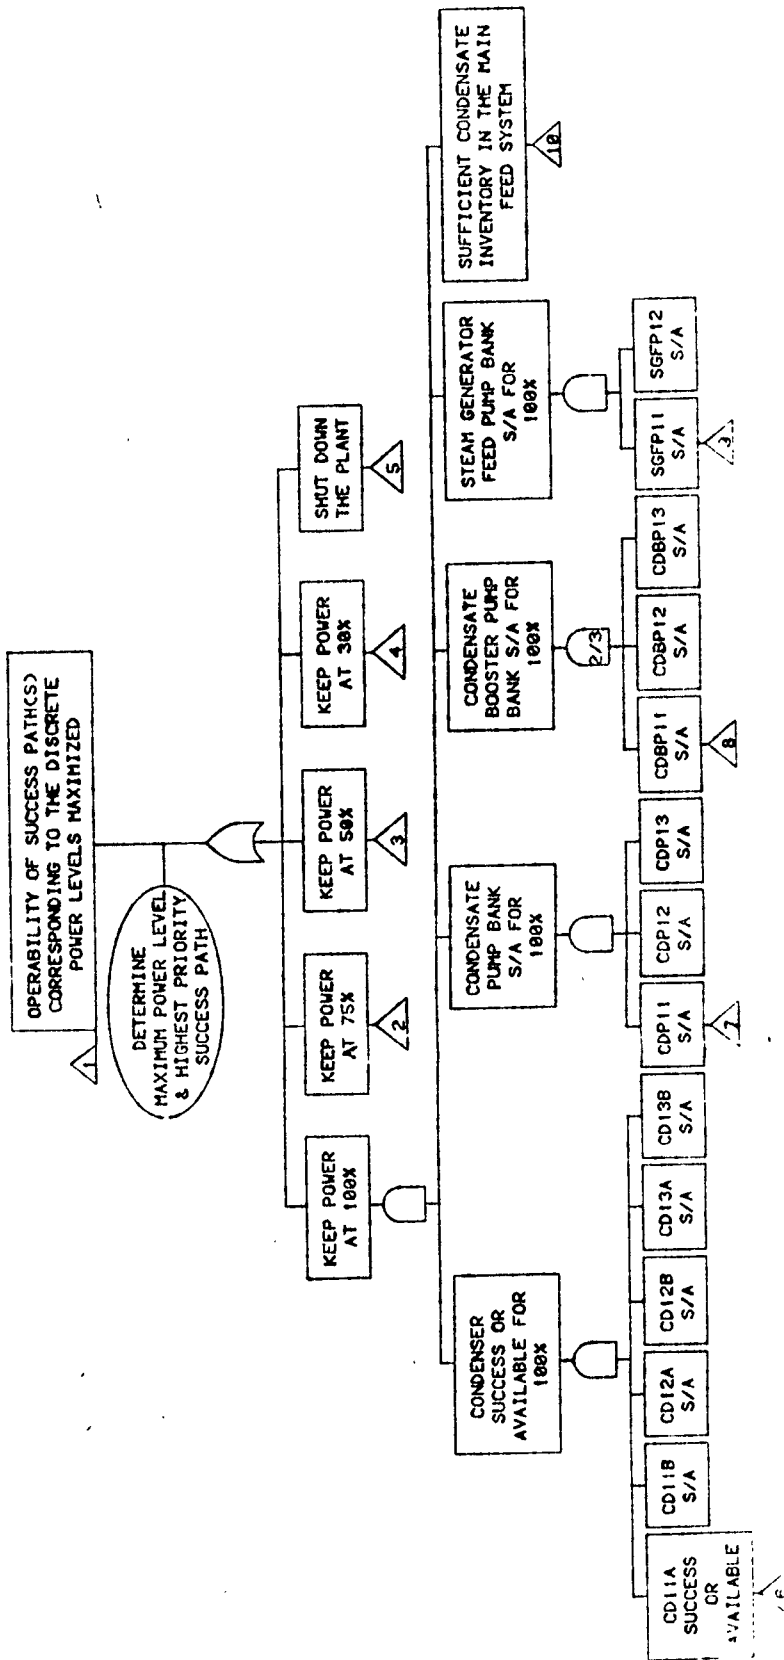 OPERABILITY OF SUCCESS PATH(S)
CORRESPONDING TO THE DISCRETE
POWER LEVELS MAXIMIZED
1
DETERMINE
MAXIMUM POWER LEVEL
& HIGHEST PRIORITY
SUCCESS PATH
KEEP POWER
AT 100%
KEEP POWER
AT 75%
2
KEEP POWER
AT 50%
3
KEEP POWER
AT 30%
4
SHUT DOWN
THE PLANT
5
CONDENSER
SUCCESS OR
AVAILABLE FOR
100%
CONDENSATE
PUMP BANK
S/A FOR
100%
CONDENSATE
BOOSTER PUMP
BANK S/A FOR
100%
2/3
STEAM GENERATOR
FEED PUMP BANK
S/A FOR
100%
SUFFICIENT CONDENSATE
INVENTORY IN THE MAIN
FEED SYSTEM
10
CD11A
SUCCESS
OR
AVAILABLE
6
CD11B
S/A
CD12A
S/A
CD12B
S/A
CD13A
S/A
CD13B
S/A
CDP11
S/A
7
CDP12
S/A
CDP13
S/A
CDBP11
S/A
8
CDBP12
S/A
CDBP13
S/A
SGFP11
S/A
SGFP12
S/A